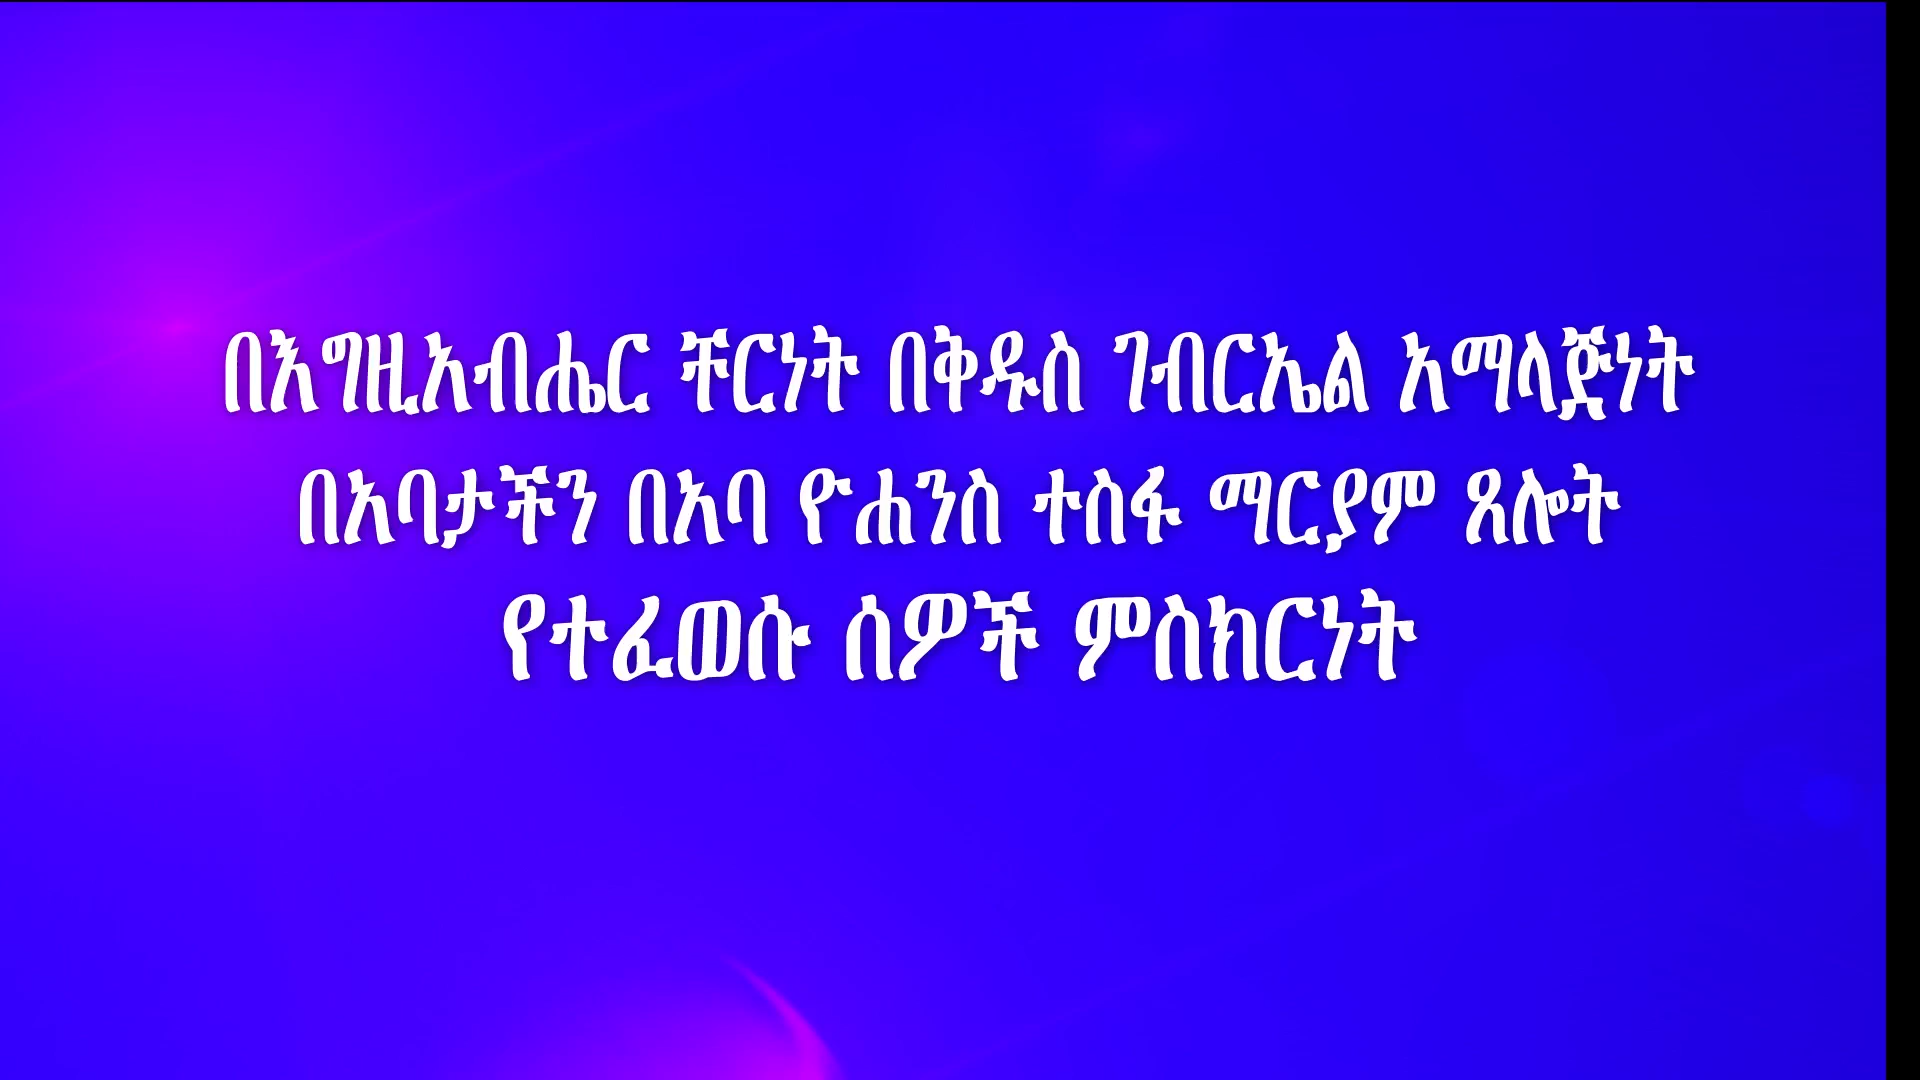 በእግዚአብሔር ቸርነት በቅዱስ ገብርኤል አማላጅነት
በአባታችን በአባ ዮሐንስ ተስፋ ማርያም ጸሎት
የተፈወሱ ሰዎች ምስክርነት